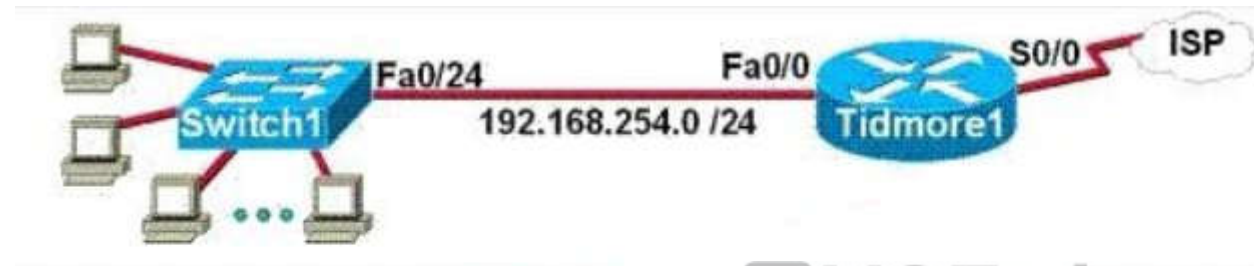 Fa0/24
Fa0/0
S0/0
ISP
Switch1
192.168.254.0 /24
Tidmore1